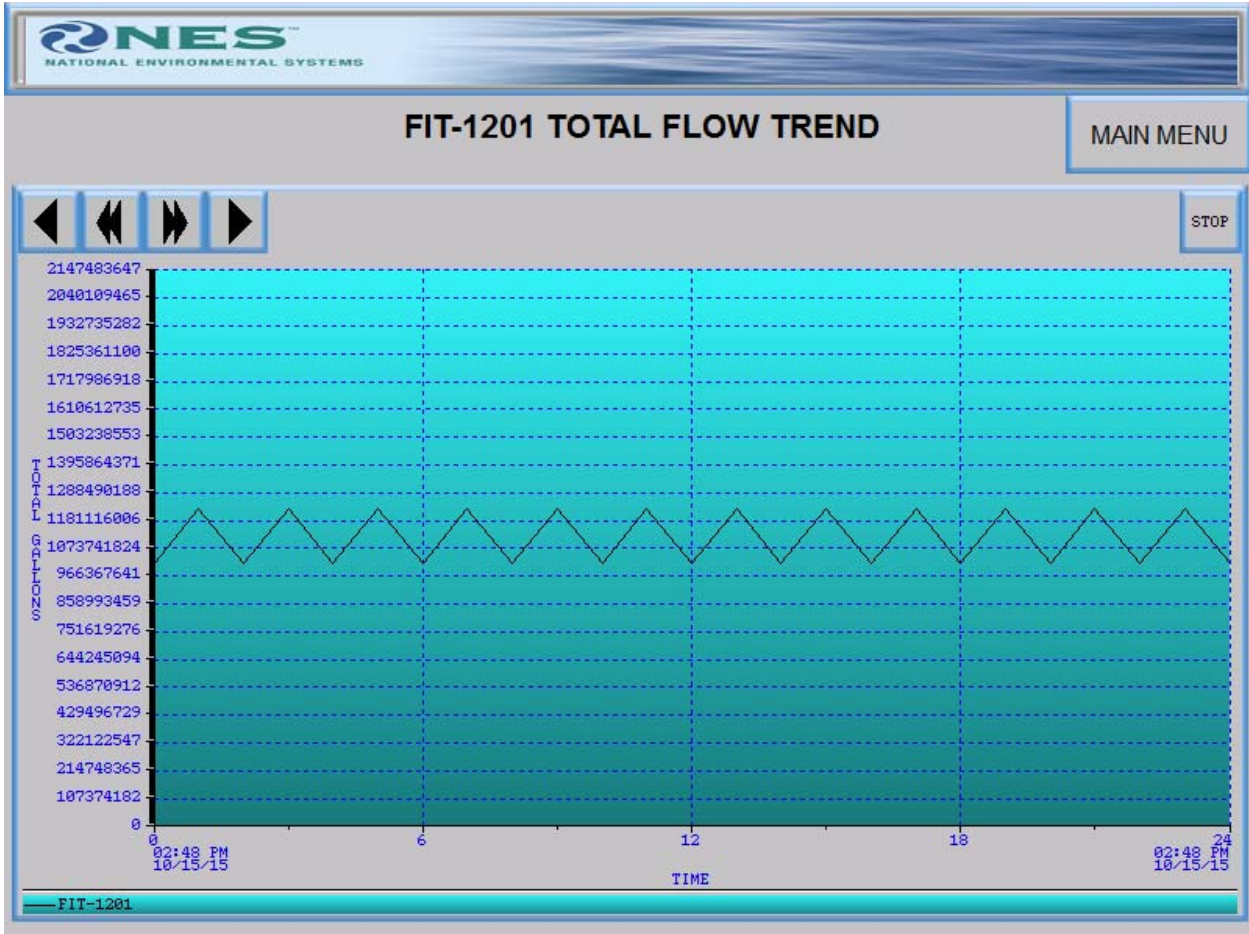 NES™
NATIONAL ENVIRONMENTAL SYSTEMS
FIT-1201 TOTAL FLOW TREND
MAIN MENU
STOP
2147483647
2040109465
1932735282
1825361100
1717986918
1610612735
1503238553
1395864371
1288490188
1181116006
1073741824
966367641
858993459
751619276
644245094
536870912
429496729
322122547
214748365
107374182
0
TOTAL GALLONS
0 6 12 18 24
02:48 PM 02:48 PM
10/15/15 10/15/15
TIME
FIT-1201